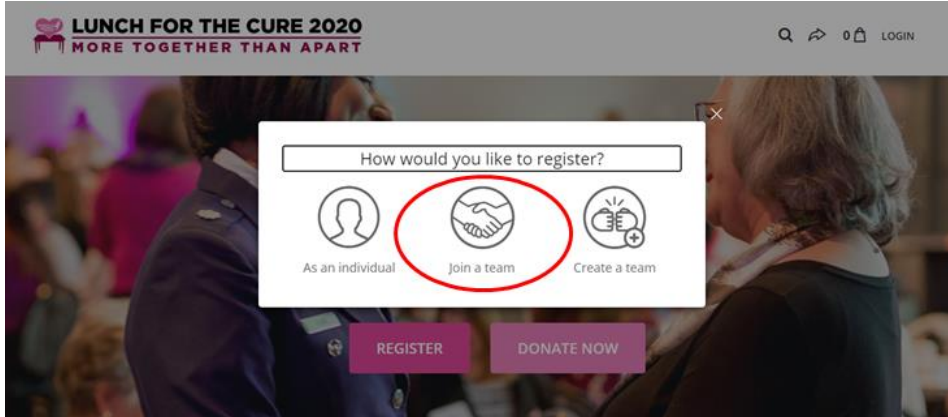 LUNCH FOR THE CURE 2020
MORE TOGETHER THAN APART
0 LOGIN
How would you like to register?
As an individual
Join a team
Create a team
REGISTER
DONATE NOW